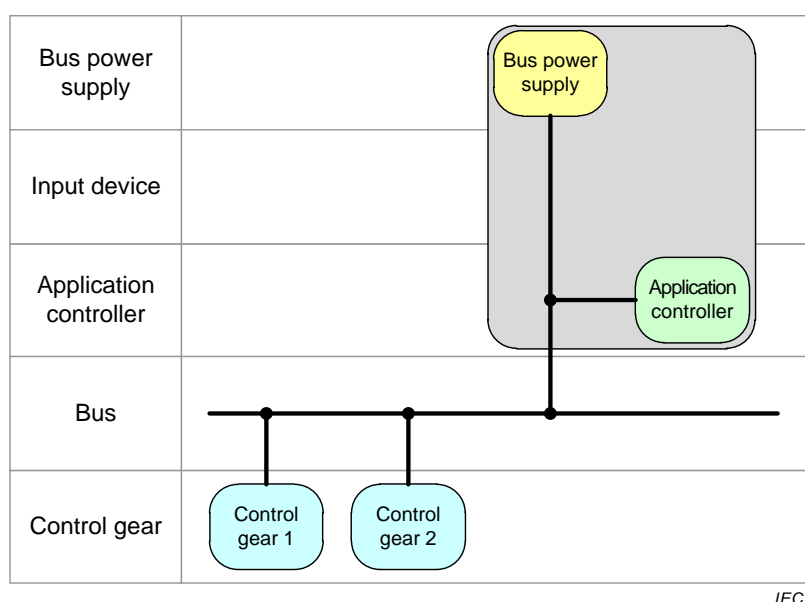 Bus power
supply
Bus power
supply
Input device
Application
controller
Application
controller
Bus
Control gear
Control
gear 1
Control
gear 2
IEC